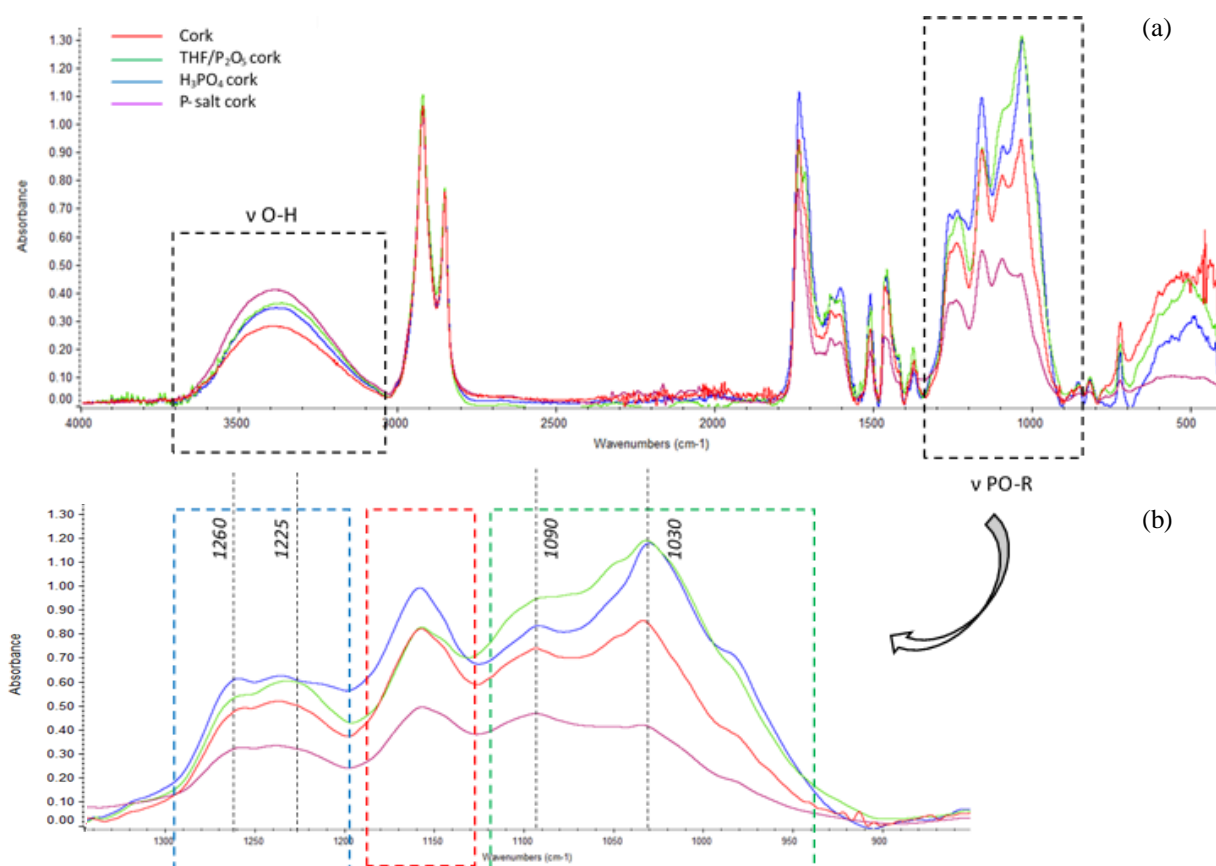 (a)
1.30
1.20
1.10
1.00
0.90
0.80
0.70
0.60
0.50
0.40
0.30
0.20
0.10
0.00
Absorbance
Cork
THF/P₂O₅ cork
H₃PO₄ cork
P- salt cork
ν O-H
4000 3500 3000 2500 2000 1500 1000 500
Wavenumbers (cm-1)
ν PO-R
(b)
1.30
1.20
1.10
1.00
0.90
0.80
0.70
0.60
0.50
0.40
0.30
0.20
0.10
0.00
Absorbance
1260
1225
1090
1030
1300 1250 1200 1150 1100 1050 1000 950 900
Wavenumbers (cm-1)